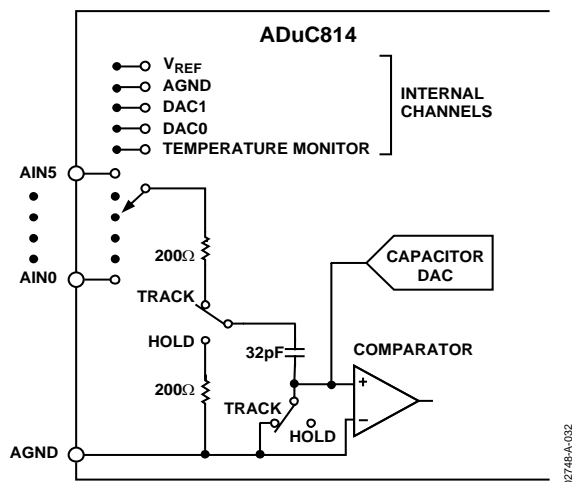 ADuC814
VREF
AGND
DAC1
DAC0
TEMPERATURE MONITOR
INTERNAL
CHANNELS
AIN5
AIN0
200Ω
TRACK
HOLD
200Ω
32pF
CAPACITOR
DAC
COMPARATOR
+
−
TRACK
HOLD
AGND
02748-A-032